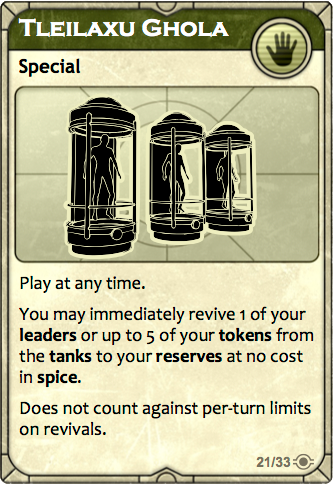 Tleilaxu Ghola
Special
Play at any time.
You may immediately revive 1 of your
leaders or up to 5 of your tokens from
the tanks to your reserves at no cost
in spice.
Does not count against per-turn limits
on revivals.
21/33